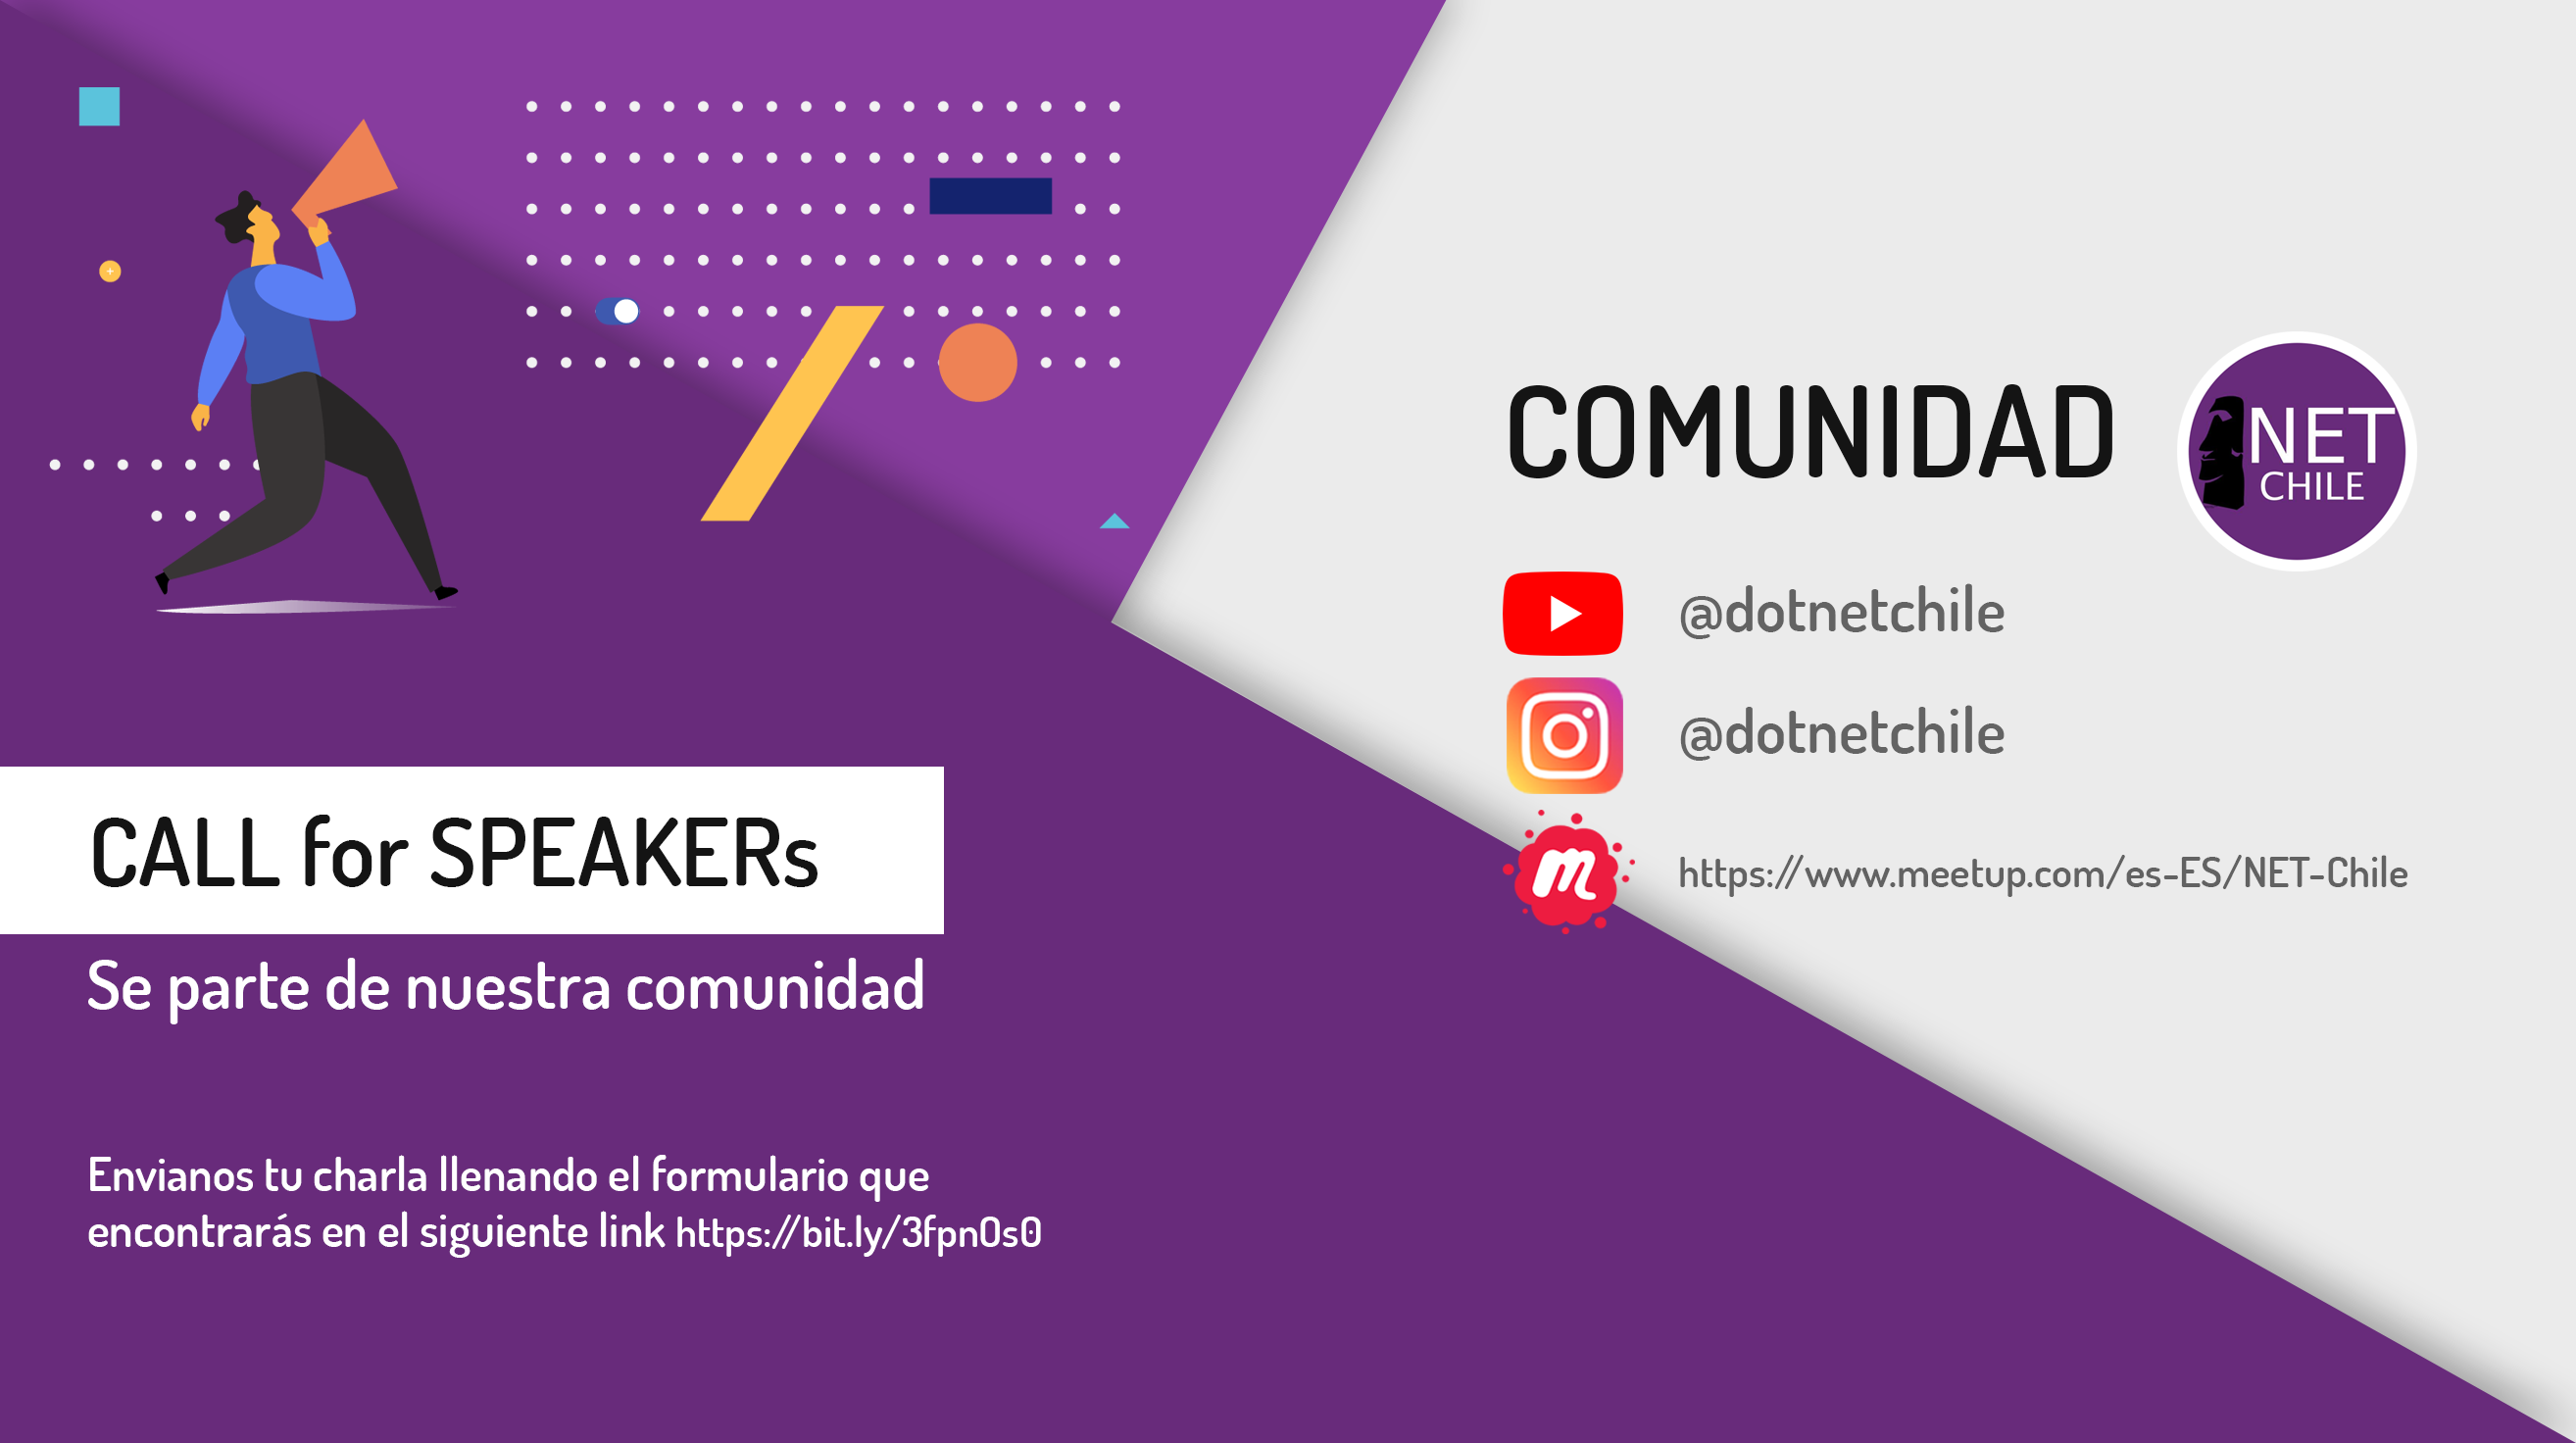 CALL for SPEAKERs
Se parte de nuestra comunidad
Envianos tu charla llenando el formulario que
encontrarás en el siguiente link https://bit.ly/3fpnOs0
COMUNIDAD
NET
CHILE
@dotnetchile
@dotnetchile
m
https://www.meetup.com/es-ES/NET-Chile